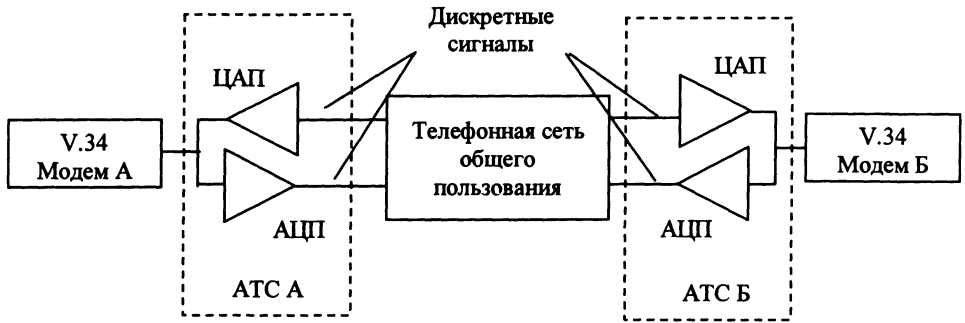 Дискретные
сигналы
ЦАП
ЦАП
V.34
Модем А
Телефонная сеть
общего
пользования
V.34
Модем Б
АЦП
АЦП
АТС А
АТС Б